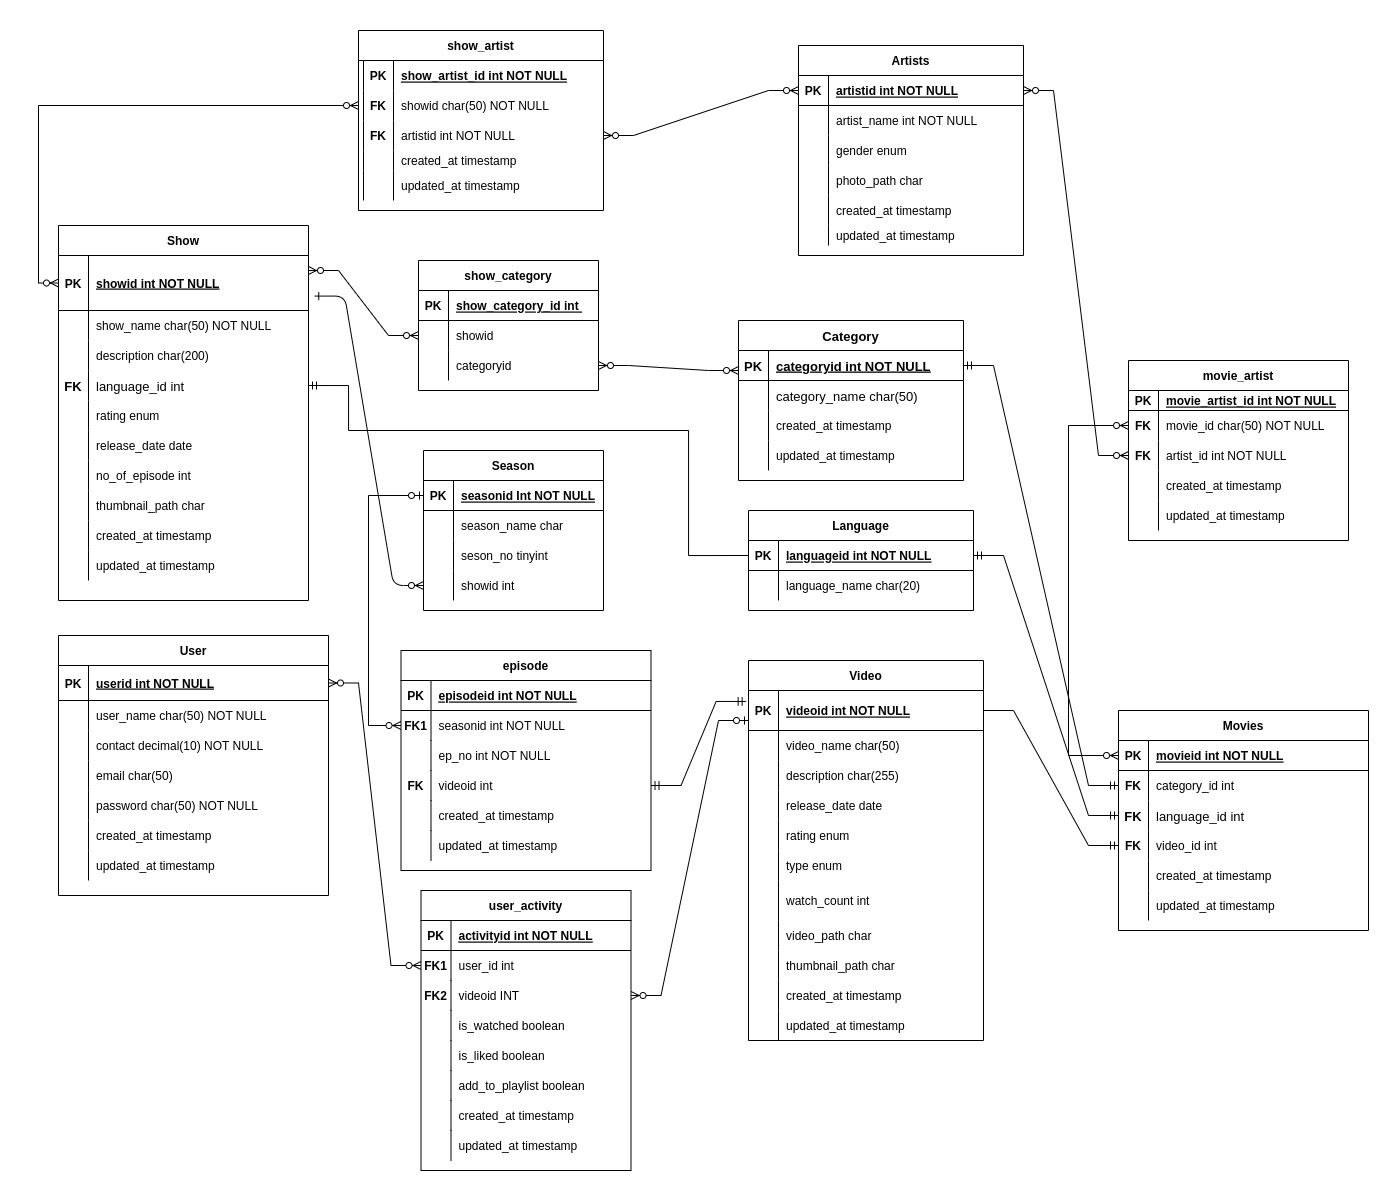 show_artist
PK show_artist_id int NOT NULL
FK showid char(50) NOT NULL
FK artistid int NOT NULL
created_at timestamp
updated_at timestamp
Artists
PK artistid int NOT NULL
artist_name int NOT NULL
gender enum
photo_path char
created_at timestamp
updated_at timestamp
Show
PK showid int NOT NULL
show_name char(50) NOT NULL
description char(200)
FK language_id int
rating enum
release_date date
no_of_episode int
thumbnail_path char
created_at timestamp
updated_at timestamp
show_category
PK show_category_id int
showid
categoryid
Category
PK categoryid int NOT NULL
category_name char(50)
created_at timestamp
updated_at timestamp
movie_artist
PK movie_artist_id int NOT NULL
FK movie_id char(50) NOT NULL
FK artist_id int NOT NULL
created_at timestamp
updated_at timestamp
Season
PK seasonid Int NOT NULL
season_name char
seson_no tinyint
showid int
Language
PK languageid int NOT NULL
language_name char(20)
User
PK userid int NOT NULL
user_name char(50) NOT NULL
contact decimal(10) NOT NULL
email char(50)
password char(50) NOT NULL
created_at timestamp
updated_at timestamp
episode
PK episodeid int NOT NULL
FK1 seasonid int NOT NULL
ep_no int NOT NULL
FK videoid int
created_at timestamp
updated_at timestamp
Video
PK videoid int NOT NULL
video_name char(50)
description char(255)
release_date date
rating enum
type enum
watch_count int
video_path char
thumbnail_path char
created_at timestamp
updated_at timestamp
Movies
PK movieid int NOT NULL
FK category_id int
FK language_id int
FK video_id int
created_at timestamp
updated_at timestamp
user_activity
PK activityid int NOT NULL
FK1 user_id int
FK2 videoid INT
is_watched boolean
is_liked boolean
add_to_playlist boolean
created_at timestamp
updated_at timestamp